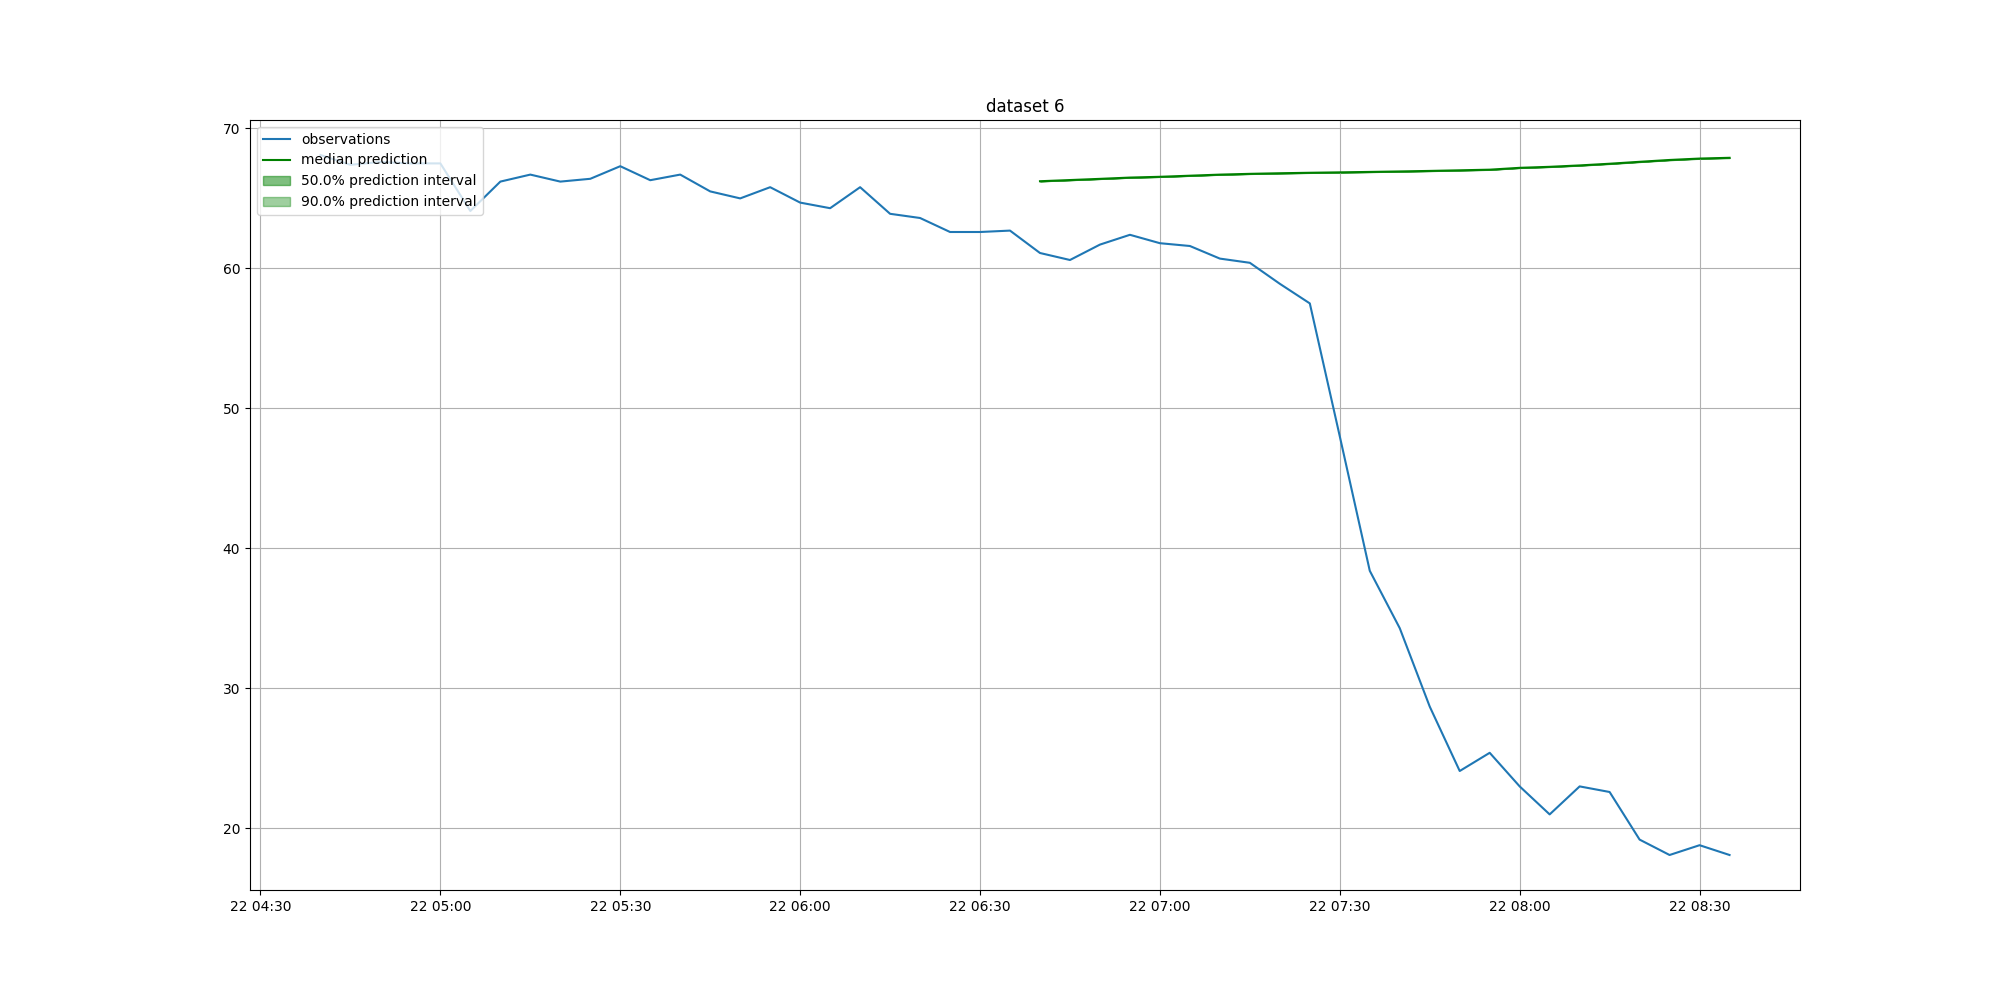 dataset 6
observations
median prediction
50.0% prediction interval
90.0% prediction interval
70
60
50
40
30
20
22 04:30 22 05:00 22 05:30 22 06:00 22 06:30 22 07:00 22 07:30 22 08:00 22 08:30